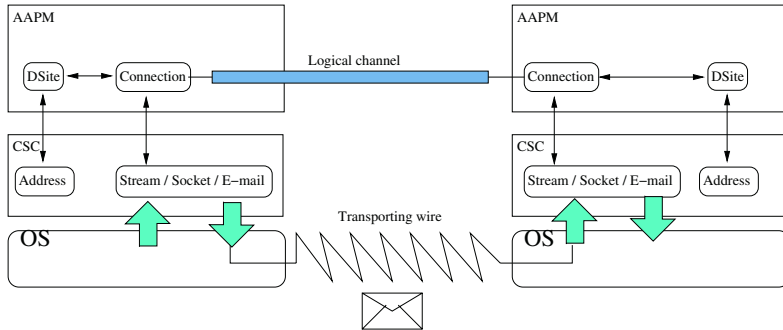 AAPM
AAPM
Logical channel
DSite
Connection
Connection
DSite
CSC
CSC
Address
Stream / Socket / E−mail
Stream / Socket / E−mail
Address
Transporting wire
OS
OS